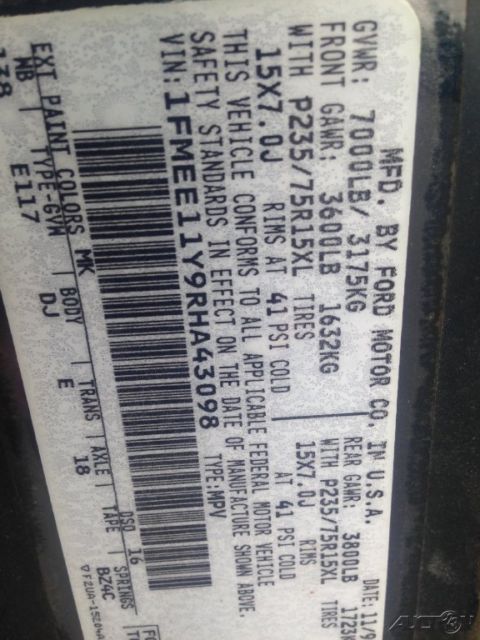 MFD. BY FORD MOTOR CO. IN U.S.A.
DATE: 11/
GVWR: 7000LB/ 3175KG
FRONT GAWR: 3600LB 1632KG
REAR GAWR: 3800LB 1723
WITH P235/75R15XL TIRES
WITH P235/75R15XL TIRES
15X7.0J RIMS
15X7.0J RIMS
AT 41 PSI COLD
AT 41 PSI COLD
THIS VEHICLE CONFORMS TO ALL APPLICABLE FEDERAL MOTOR VEHICLE
SAFETY STANDARDS IN EFFECT ON THE DATE OF MANUFACTURE SHOWN ABOVE.
VIN: 1FMEE11Y9RHA43098
TYPE: MPV
EXT PAINT COLORS MK DSO 16
WB TYPE-GVW BODY TRANS AXLE TAPE SPRINGS
138 E117 DJ E 18 BZ4C